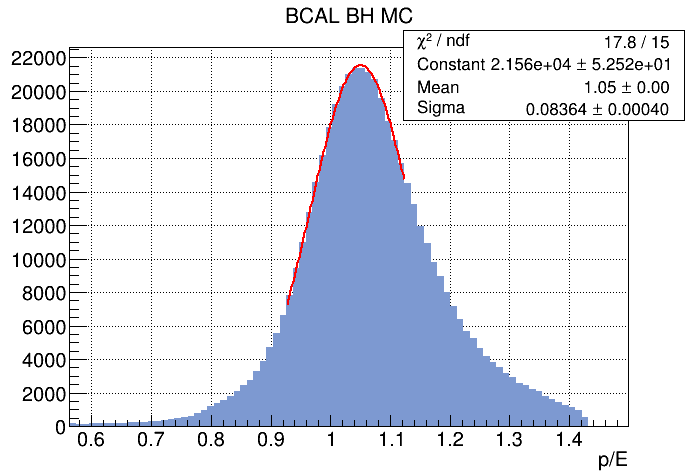 BCAL BH MC
χ² / ndf 17.8 / 15
Constant 2.156e+04 ± 5.252e+01
Mean 1.05 ± 0.00
Sigma 0.08364 ± 0.00040
22000
20000
18000
16000
14000
12000
10000
8000
6000
4000
2000
0
0.6 0.7 0.8 0.9 1 1.1 1.2 1.3 1.4
p/E